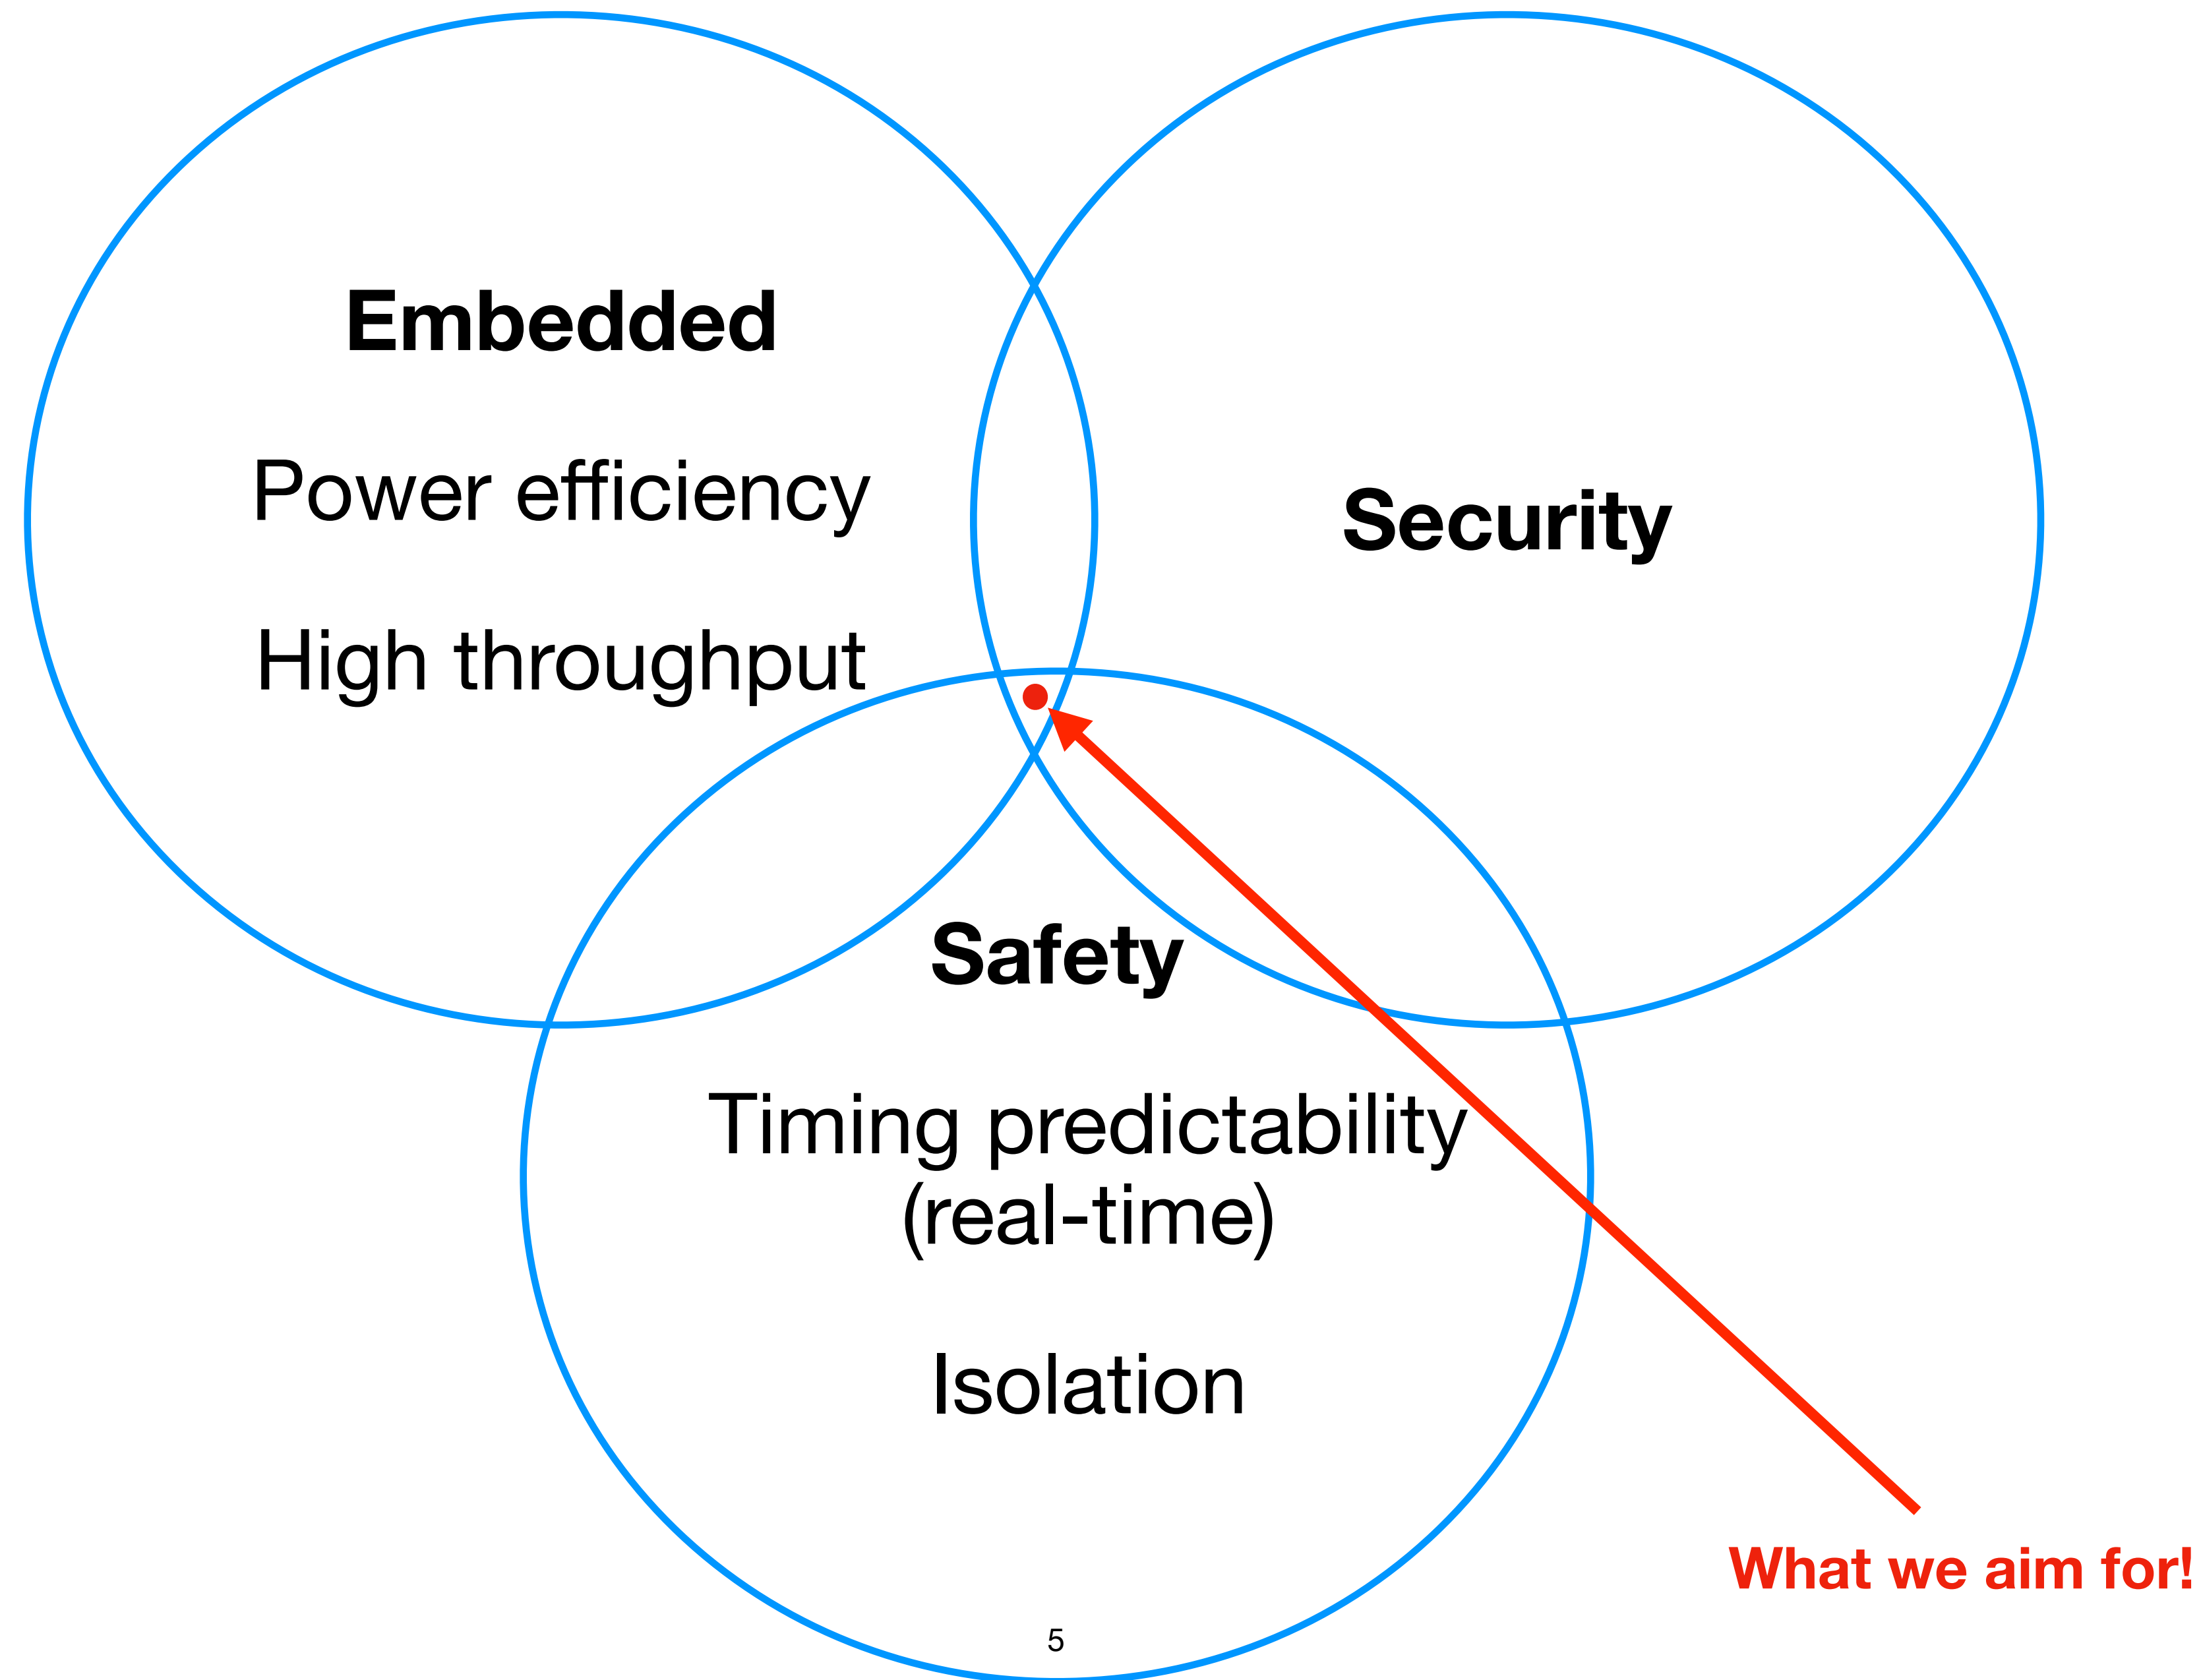 Embedded
Power efficiency
High throughput
Security
Safety
Timing predictability
(real-time)
Isolation
What we aim for!
5